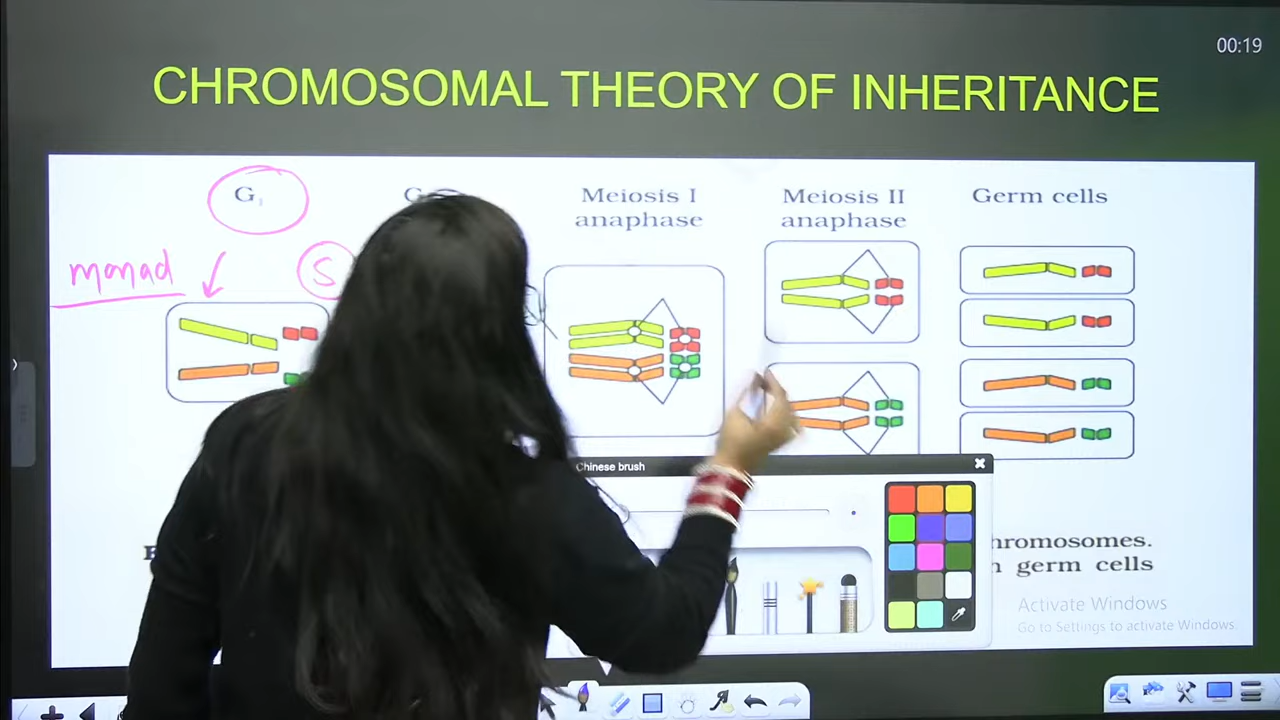 00:19
CHROMOSOMAL THEORY OF INHERITANCE
G₁
Meiosis I
anaphase
Meiosis II
anaphase
Germ cells
monad
S
Chinese brush
hromosomes.
germ cells
Activate Windows
Go to Settings to activate Windows.